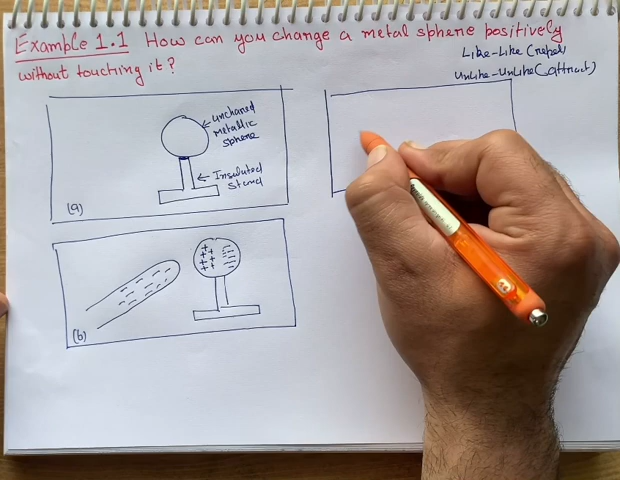 Example 1.1 How can you change a metal sphere positively
without touching it?
Like-Like (repel)
Unlike-Unlike (attract)
unchared
metallic
sphere
Insulated
stand
(a)
(b)